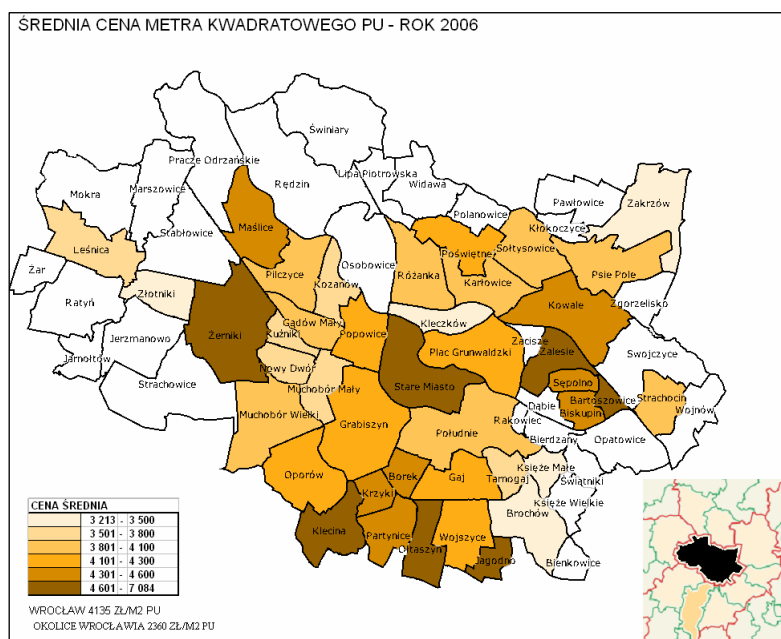 ŚREDNIA CENA METRA KWADRATOWEGO PU - ROK 2006
Świniary
Pracze Odrzańskie
Lipa Piotrowska
Rędzin
Widawa
Mokra
Marszowice
Pawłowice
Zakrzów
Polanowice
Maślice
Kłokoczyce
Stabłowice
Poświętne
Sołtysowice
Leśnica
Osobowice
Żar
Pilczyce
Różanka
Psie Pole
Karłowice
Kozanów
Złotniki
Ratyń
Kowale
Zgorzelisko
Gądów Mały
Kleczków
Kuźniki
Popowice
Zacisze
Jerzmanowo
Żerniki
Plac Grunwaldzki
Zalesie
Swojczyce
Jarnołtów
Nowy Dwór
Strachowice
Muchobór Mały
Stare Miasto
Sępolno
Bartoszowice
Strachocin
Dąbie
Biskupin
Wojnów
Muchobór Wielki
Rakowiec
Grabiszyn
Południe
Bierdzany
Opatowice
Oporów
Borek
Gaj
Tarnogaj
Księże Małe
Świątniki
Krzyki
Brochów
Księże Wielkie
Klecina
Partynice
Wojszyce
Ołtaszyn
Jagodno
Bienkowice
CENA ŚREDNIA
3 213 - 3 500
3 501 - 3 800
3 801 - 4 100
4 101 - 4 300
4 301 - 4 600
4 601 - 7 084
WROCŁAW 4135 ZŁ/M2 PU
OKOLICE WROCŁAWIA 2360 ZŁ/M2 PU